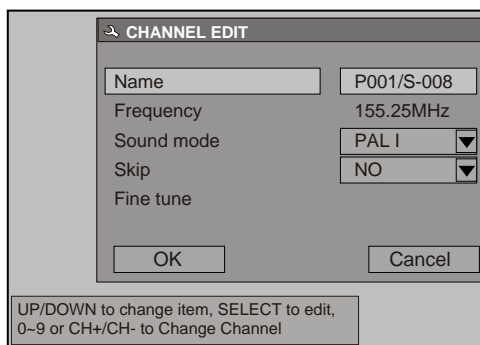 CHANNEL EDIT
Name P001/S-008
Frequency 155.25MHz
Sound mode PAL I
Skip NO
Fine tune
OK Cancel
UP/DOWN to change item, SELECT to edit,
0~9 or CH+/CH- to Change Channel